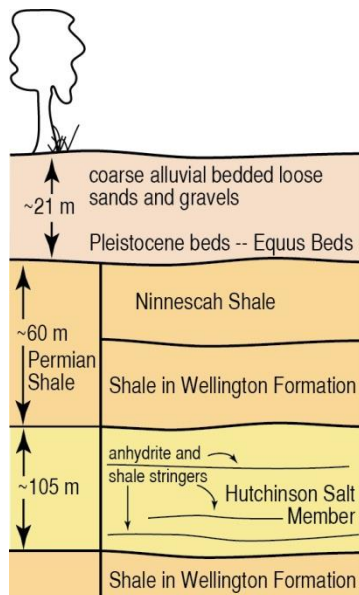 coarse alluvial bedded loose
sands and gravels
~21 m
Pleistocene beds -- Equus Beds
Ninnescah Shale
~60 m
Permian
Shale
Shale in Wellington Formation
anhydrite and
shale stringers
~105 m
Hutchinson Salt
Member
Shale in Wellington Formation